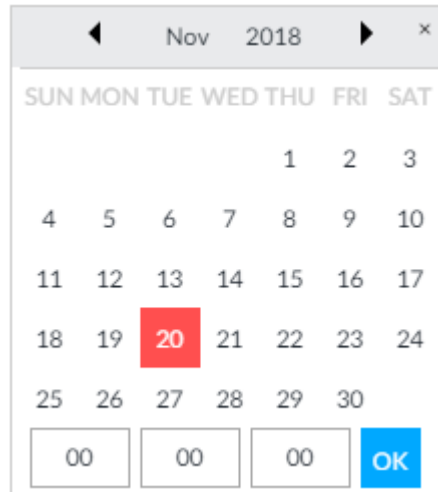 Nov 2018 ×
SUN MON TUE WED THU FRI SAT
1 2 3
4 5 6 7 8 9 10
11 12 13 14 15 16 17
18 19 20 21 22 23 24
25 26 27 28 29 30
00 00 00 OK